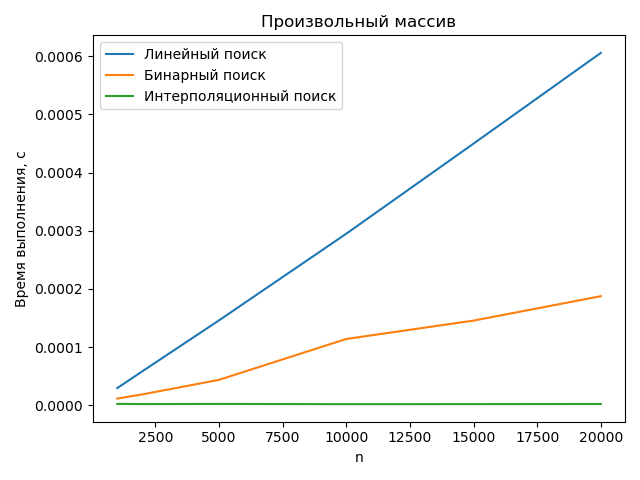 Произвольный массив
Линейный поиск
Бинарный поиск
Интерполяционный поиск
Время выполнения, с
0.0006
0.0005
0.0004
0.0003
0.0002
0.0001
0.0000
2500 5000 7500 10000 12500 15000 17500 20000
n